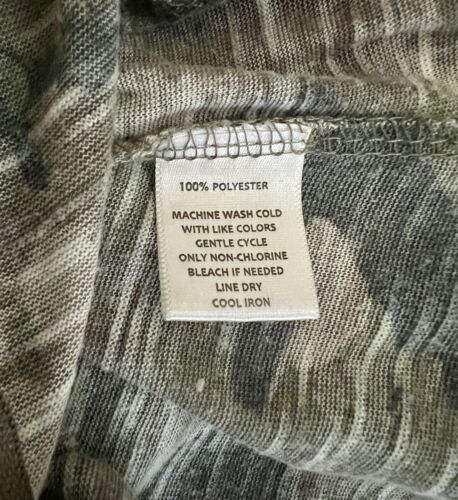 100% POLYESTER
MACHINE WASH COLD
WITH LIKE COLORS
GENTLE CYCLE
ONLY NON-CHLORINE
BLEACH IF NEEDED
LINE DRY
COOL IRON